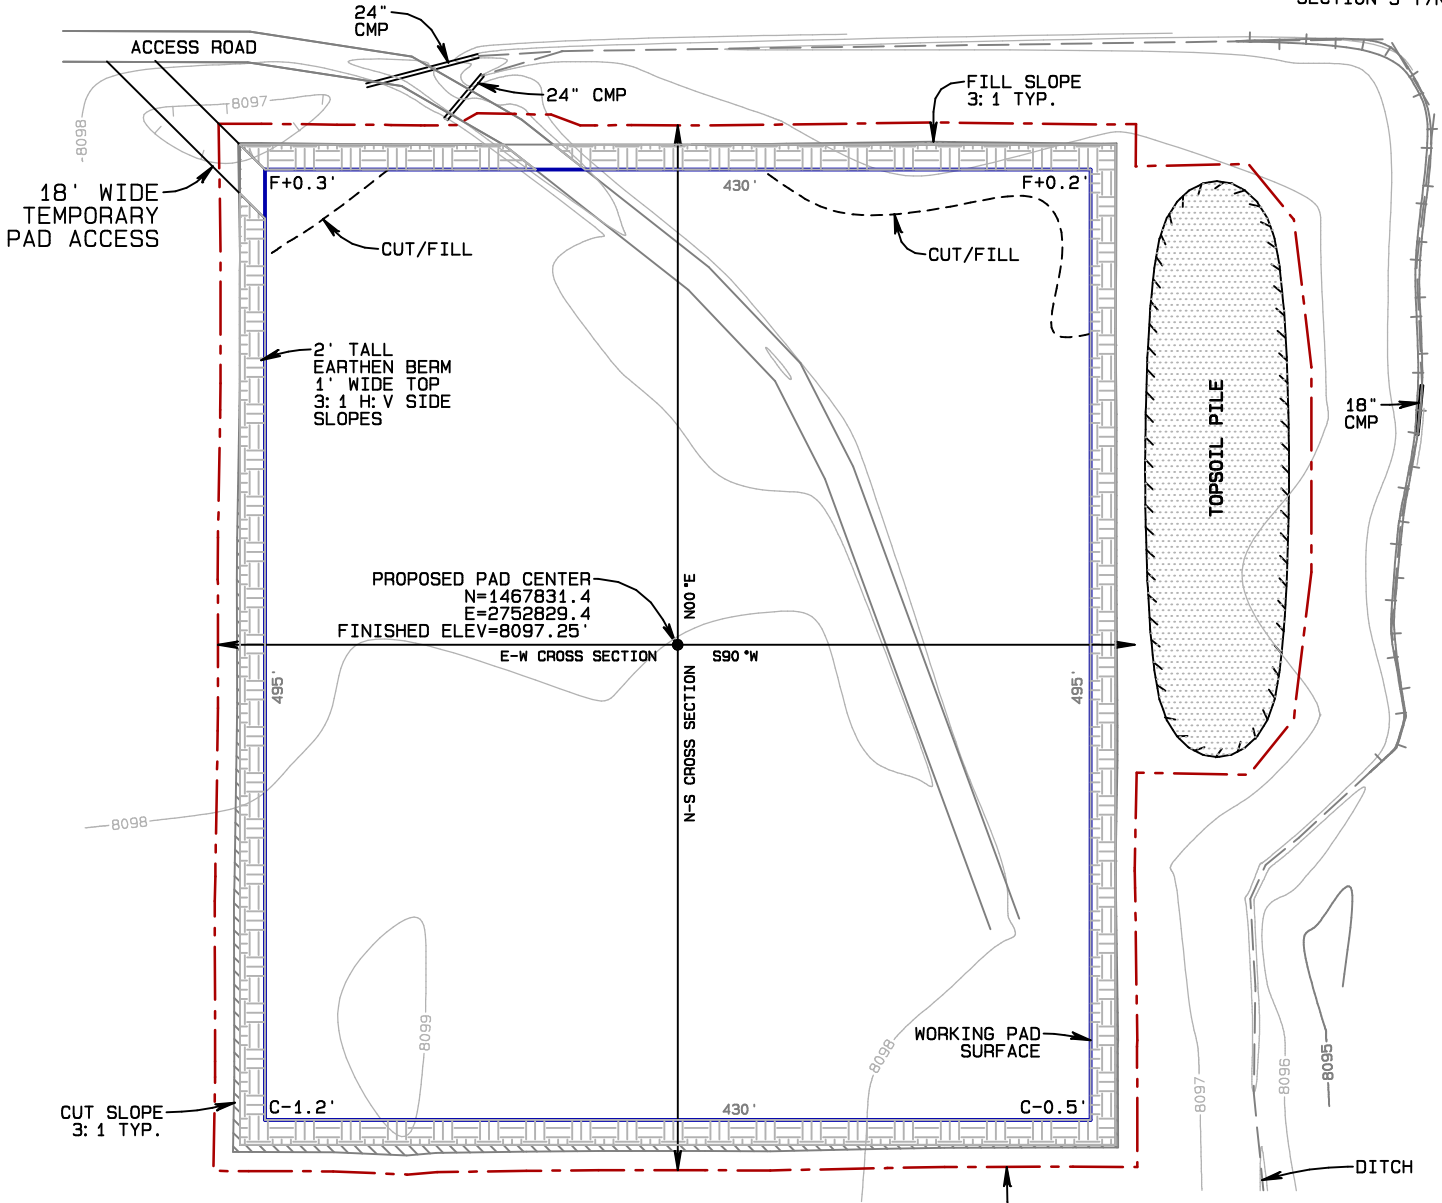 24"
CMP
ACCESS ROAD
24" CMP
FILL SLOPE
3:1 TYP.
8097
8098
18' WIDE
TEMPORARY
PAD ACCESS
F+0.3'
430'
F+0.2'
CUT/FILL
CUT/FILL
2' TALL
EARTHEN BERM
1' WIDE TOP
3:1 H:V SIDE
SLOPES
TOPSOIL PILE
18"
CMP
PROPOSED PAD CENTER
N=1467831.4
E=2752829.4
FINISHED ELEV=8097.25'
N00°E
E-W CROSS SECTION
S90°W
495'
495'
N-S CROSS SECTION
8098
8099
8098
WORKING PAD
SURFACE
8097
8096
8095
C-1.2'
430'
C-0.5'
CUT SLOPE
3:1 TYP.
DITCH